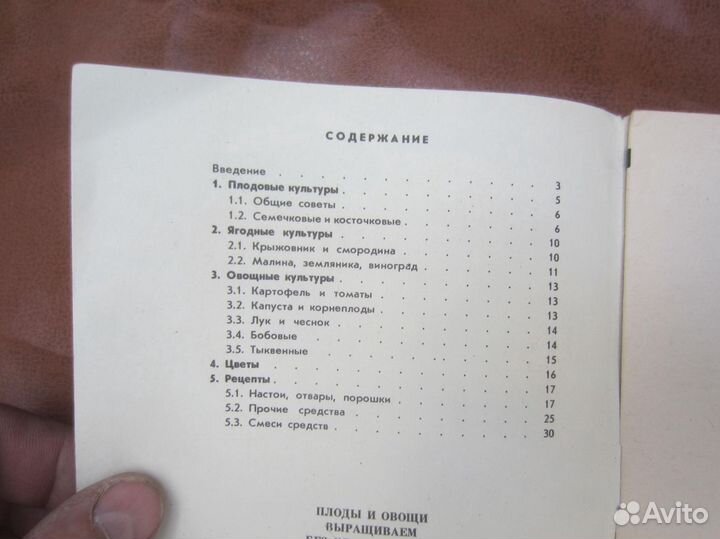 СОДЕРЖАНИЕ
Введение . . . . . . . . . . 3
1. Плодовые культуры . . . . . . . . . . 5
1.1. Общие советы . . . . . . . . . . 6
1.2. Семечковые и косточковые . . . . . . . . 6
2. Ягодные культуры . . . . . . . . . . 10
2.1. Крыжовник и смородина . . . . . . . . 10
2.2. Малина, земляника, виноград . . . . . . . 11
3. Овощные культуры . . . . . . . . . . 13
3.1. Картофель и томаты . . . . . . . . 13
3.2. Капуста и корнеплоды . . . . . . . . 13
3.3. Лук и чеснок . . . . . . . . . . 14
3.4. Бобовые . . . . . . . . . . 14
3.5. Тыквенные . . . . . . . . . . 15
4. Цветы . . . . . . . . . . 16
5. Рецепты . . . . . . . . . . 17
5.1. Настои, отвары, порошки . . . . . . . . 17
5.2. Прочие средства . . . . . . . . . . 25
5.3. Смеси средств . . . . . . . . . . 30
ПЛОДЫ И ОВОЩИ
ВЫРАЩИВАЕМ
Avito